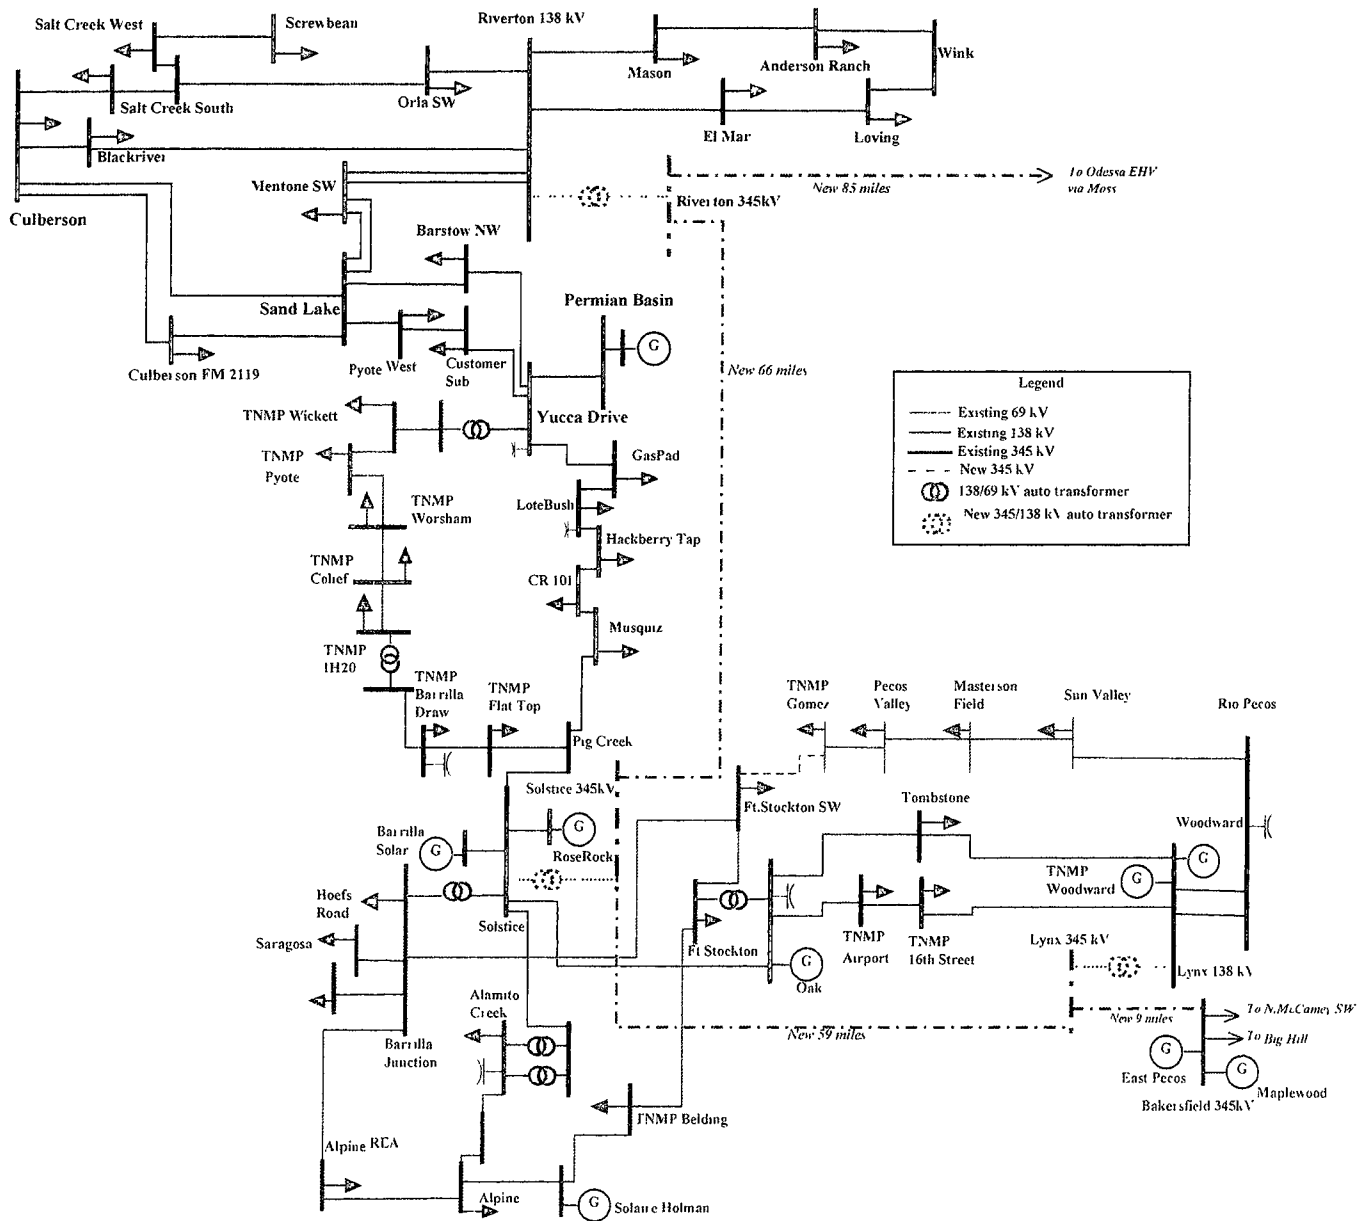 Salt Creek West
Screwbean
Riverton 138 kV
Wink
Mason
Anderson Ranch
Salt Creek South
Orla SW
El Mar
Loving
Blackriver
Mentone SW
New 85 miles
To Odessa EHV
via Moss
Riverton 345kV
Culberson
Barstow NW
Sand Lake
Permian Basin
G
Culberson FM 2119
Pyote West
Customer
Sub
New 66 miles
Yucca Drive
TNMP Wickett
Legend
Existing 69 kV
Existing 138 kV
Existing 345 kV
New 345 kV
138/69 kV auto transformer
New 345/138 kV auto transformer
TNMP
Pyote
GasPad
TNMP
Worsham
LoteBush
Hackberry Tap
TNMP
CR 101
Musquiz
TNMP
IH20
TNMP
Barrilla
Draw
TNMP
Flat Top
Pig Creek
TNMP
Gomez
Pecos
Valley
Masterson
Field
Sun Valley
Rio Pecos
Solstice 345kV
Ft.Stockton SW
Tombstone
Woodward
Barrilla
Solar
G
G
RoseRock
G
TNMP
Woodward
G
Hoefs
Road
Solstice
Saragosa
Ft Stockton
TNMP
Airport
TNMP
16th Street
Lynx 345 kV
Lynx 138 kV
G
Oak
Alamito
Creek
Barrilla
Junction
New 59 miles
New 9 miles
To N.McCamey SW
To Big Hill
G
East Pecos
G
Maplewood
Bakersfield 345kV
TNMP Belding
Alpine REA
Alpine
G
Solaire Holman